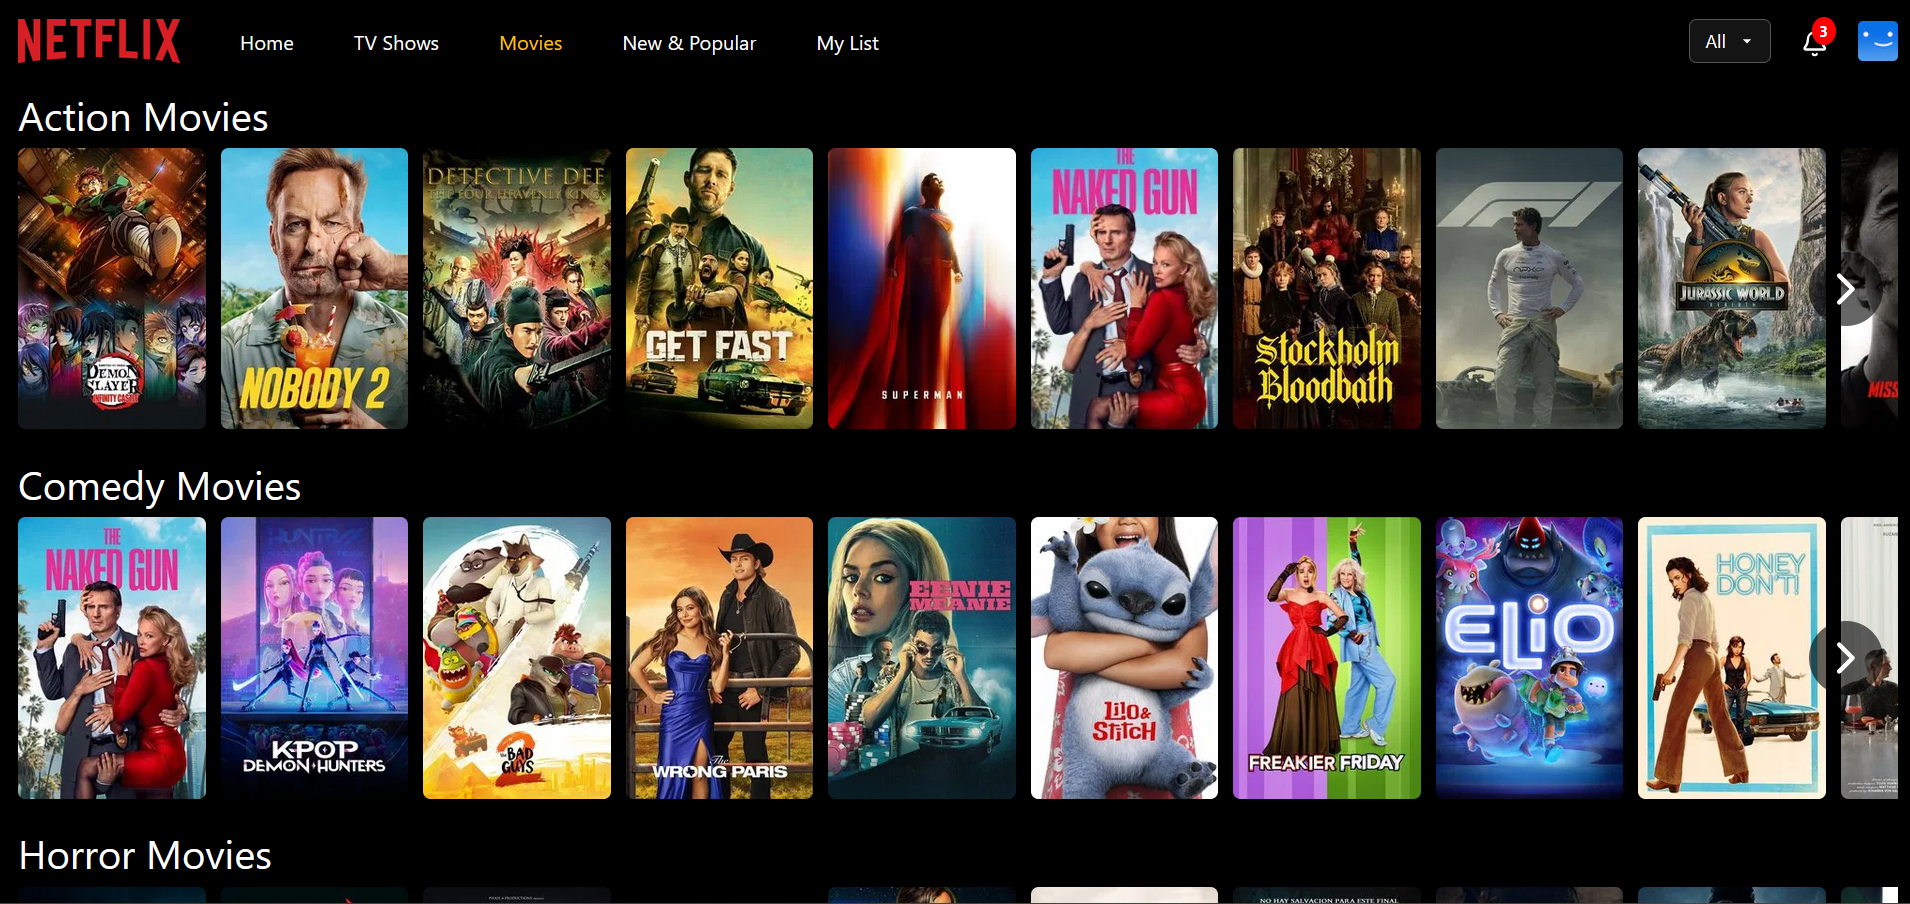 NETFLIX
Home
TV Shows
Movies
New & Popular
My List
All
3
Action Movies
DEMON
SLAYER
INFINITY CASTLE
NOBODY 2
DETECTIVE DEE
THE FOUR HEAVENLY KINGS
GET FAST
SUPERMAN
THE
NAKED GUN
Stockholm
Bloodbath
F1
JURASSIC WORLD
REBIRTH
MISS
Comedy Movies
THE
NAKED GUN
HUNTR/X
KPOP
DEMON HUNTERS
the BAD
GUYS 2
The
WRONG PARIS
EENIE
MEANIE
Lilo &
Stitch
FREAKIER FRIDAY
ELIO
HONEY
DON'T!
Horror Movies
NO HAY SALVACION PARA ESTE FINAL